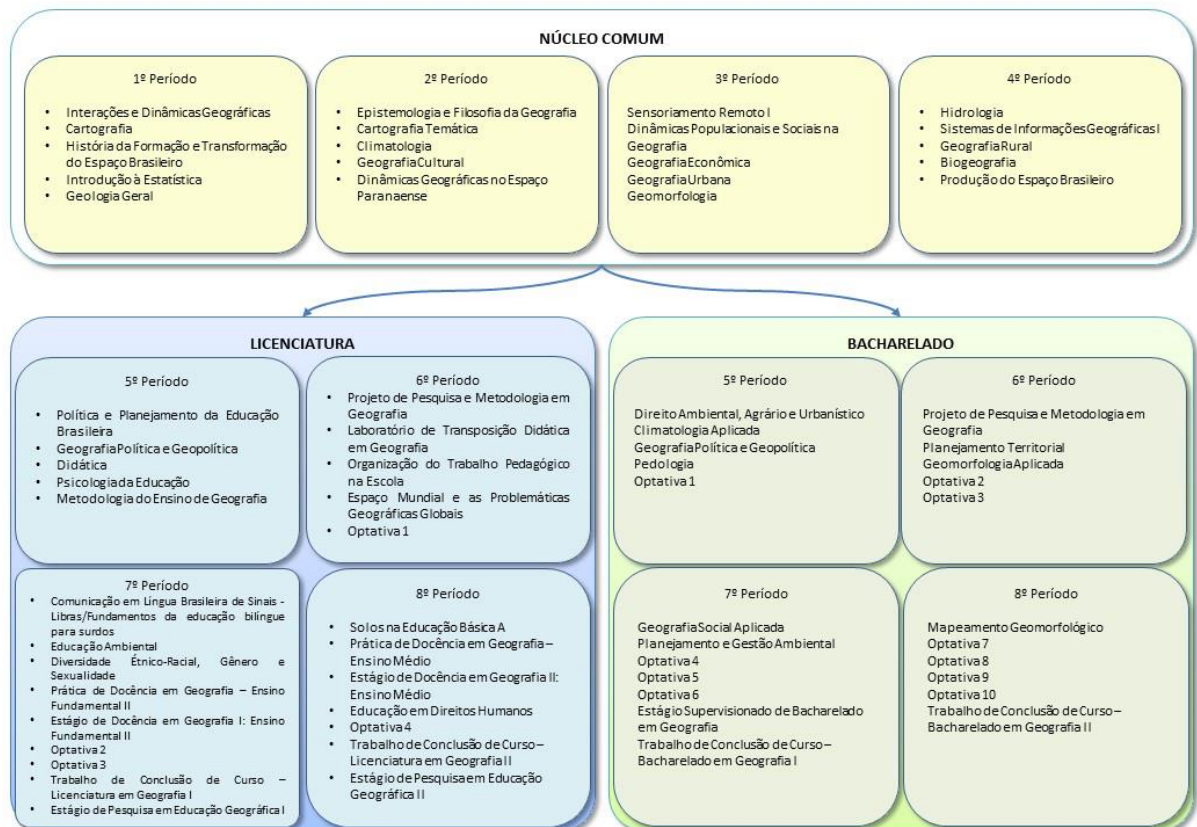 NÚCLEO COMUM
1º Período
• Interações e Dinâmicas Geográficas
• Cartografia
• História da Formação e Transformação
do Espaço Brasileiro
• Introdução à Estatística
• Geologia Geral
2º Período
• Epistemologia e Filosofia da Geografia
• Cartografia Temática
• Climatologia
• Geografia Cultural
• Dinâmicas Geográficas no Espaço
Paranaense
3º Período
Sensoriamento Remoto I
Dinâmicas Populacionais e Sociais na
Geografia
Geografia Econômica
Geografia Urbana
Geomorfologia
4º Período
• Hidrologia
• Sistemas de Informações Geográficas I
• Geografia Rural
• Biogeografia
• Produção do Espaço Brasileiro
LICENCIATURA
5º Período
• Política e Planejamento da Educação
Brasileira
• Geografia Política e Geopolítica
• Didática
• Psicologia da Educação
• Metodologia do Ensino de Geografia
6º Período
• Projeto de Pesquisa e Metodologia em
Geografia
• Laboratório de Transposição Didática
em Geografia
• Organização do Trabalho Pedagógico
na Escola
• Espaço Mundial e as Problemáticas
Geográficas Globais
• Optativa 1
7º Período
• Comunicação em Língua Brasileira de Sinais -
Libras/Fundamentos da educação bilíngue
para surdos
• Educação Ambiental
• Diversidade Étnico-Racial, Gênero e
Sexualidade
• Prática de Docência em Geografia – Ensino
Fundamental II
• Estágio de Docência em Geografia I: Ensino
Fundamental II
• Optativa 2
• Optativa 3
• Trabalho de Conclusão de Curso –
Licenciatura em Geografia I
• Estágio de Pesquisa em Educação Geográfica I
8º Período
• Solos na Educação Básica A
• Prática de Docência em Geografia –
Ensino Médio
• Estágio de Docência em Geografia II:
Ensino Médio
• Educação em Direitos Humanos
• Optativa 4
• Trabalho de Conclusão de Curso –
Licenciatura em Geografia II
• Estágio de Pesquisa em Educação
Geográfica II
BACHARELADO
5º Período
Direito Ambiental, Agrário e Urbanístico
Climatologia Aplicada
Geografia Política e Geopolítica
Pedologia
Optativa 1
6º Período
Projeto de Pesquisa e Metodologia em
Geografia
Planejamento Territorial
Geomorfologia Aplicada
Optativa 2
Optativa 3
7º Período
Geografia Social Aplicada
Planejamento e Gestão Ambiental
Optativa 4
Optativa 5
Optativa 6
Estágio Supervisionado de Bacharelado
em Geografia
Trabalho de Conclusão de Curso –
Bacharelado em Geografia I
8º Período
Mapeamento Geomorfológico
Optativa 7
Optativa 8
Optativa 9
Optativa 10
Trabalho de Conclusão de Curso –
Bacharelado em Geografia II